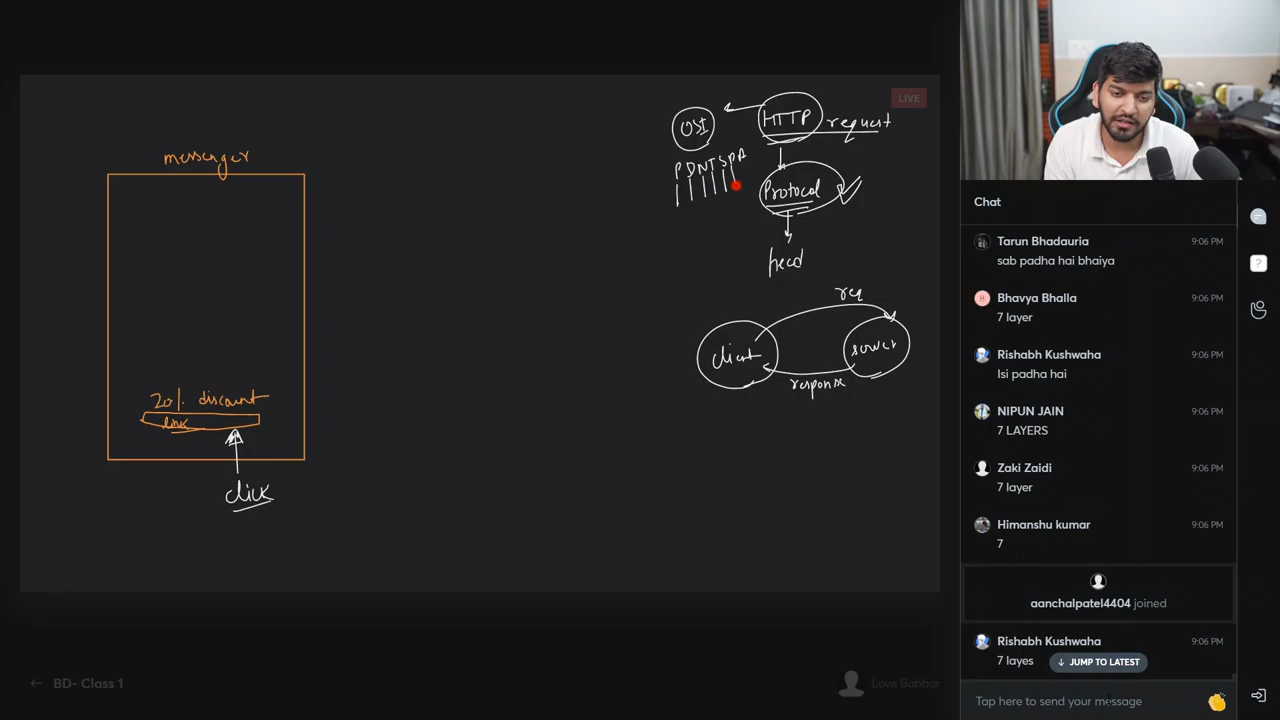 LIVE
messenger
20% discount
link
click
OSI
HTTP request
P D N T S P A
Protocol
head
req
client
server
response
BD- Class 1
Love Babbar
Chat
Tarun Bhadauria 9:06 PM
sab padha hai bhaiya
Bhavya Bhalla 9:06 PM
B
7 layer
Rishabh Kushwaha 9:06 PM
Isi padha hai
NIPUN JAIN 9:06 PM
7 LAYERS
Zaki Zaidi 9:06 PM
7 layer
Himanshu kumar 9:06 PM
7
aanchalpatel4404 joined
Rishabh Kushwaha 9:06 PM
7 layes
↓ JUMP TO LATEST
Tap here to send your message